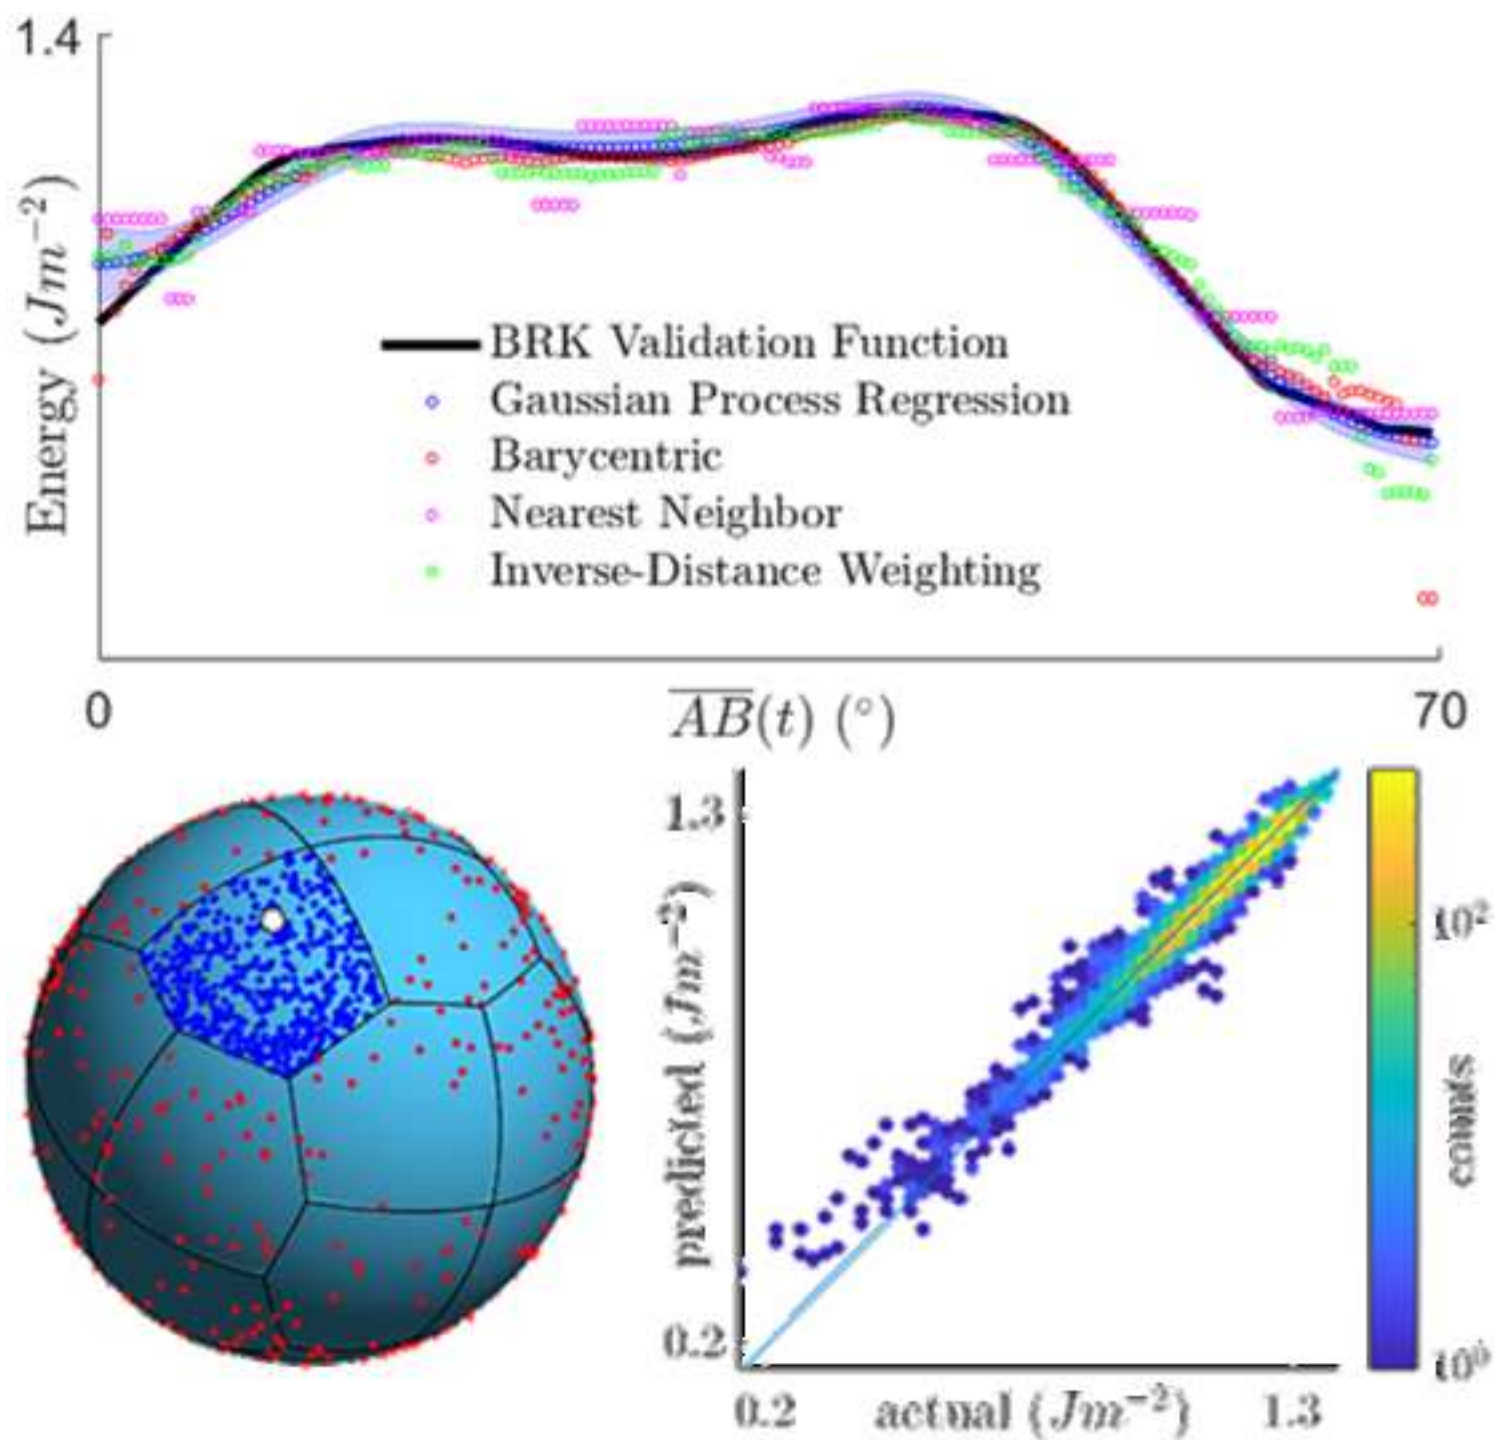 1.4
Energy (Jm⁻²)
BRK Validation Function
Gaussian Process Regression
Barycentric
Nearest Neighbor
Inverse-Distance Weighting
0
A̅B̅(t) (°)
70
1.3
predicted (Jm⁻²)
0.2
0.2
actual (Jm⁻²)
1.3
10²
counts
10⁰